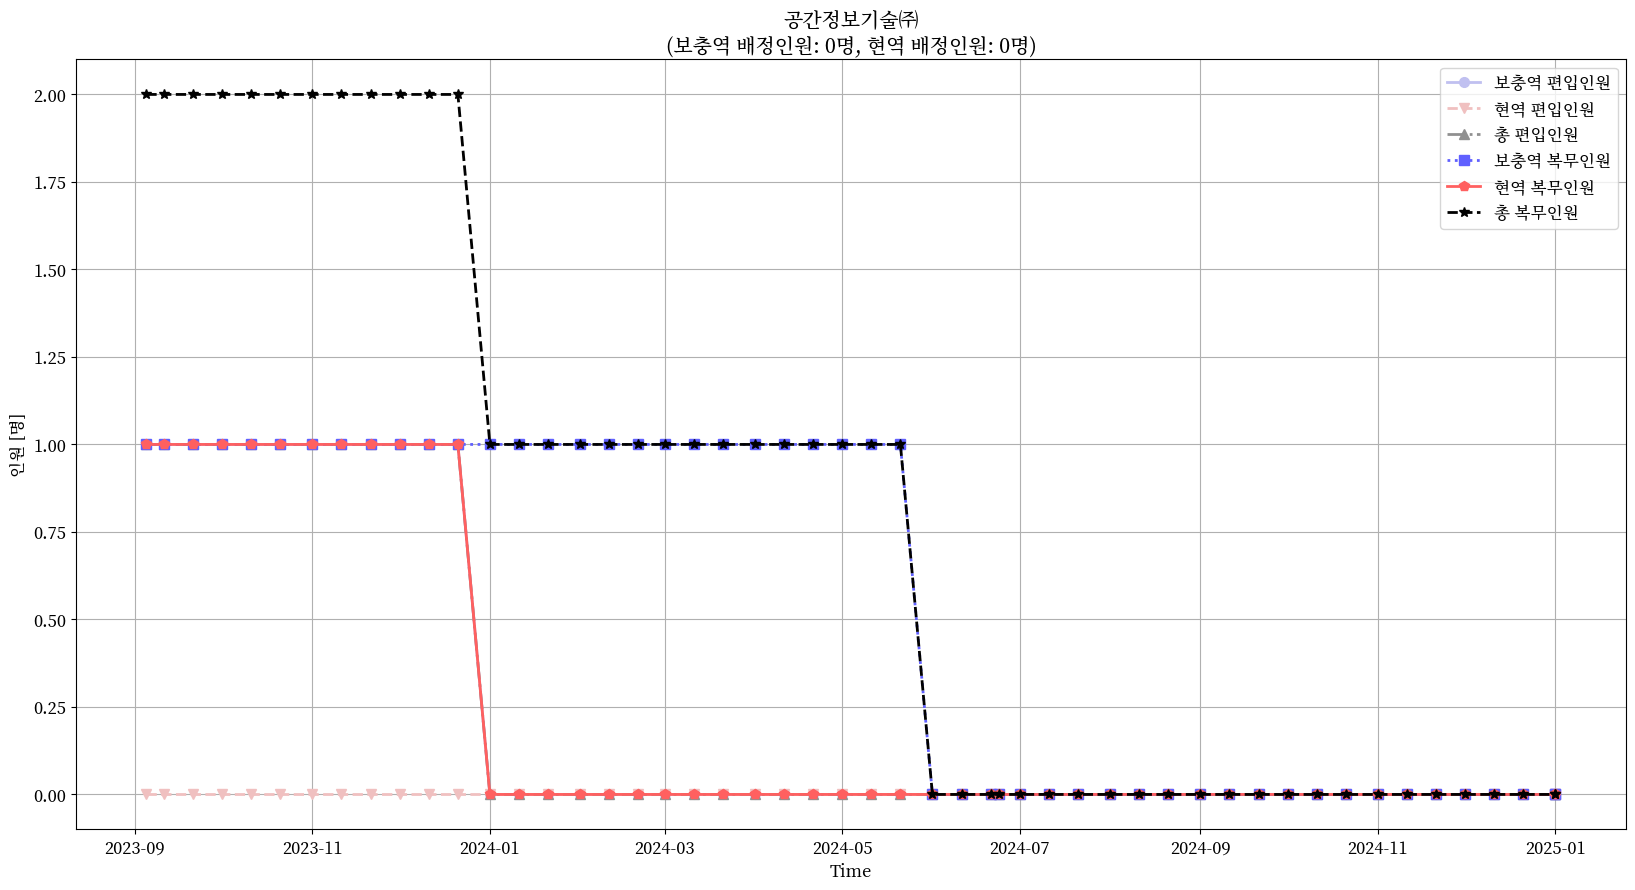 공간정보기술㈜
(보충역 배정인원: 0명, 현역 배정인원: 0명)
보충역 편입인원
현역 편입인원
총 편입인원
보충역 복무인원
현역 복무인원
총 복무인원
인원 [명]
2.00
1.75
1.50
1.25
1.00
0.75
0.50
0.25
0.00
2023-09
2023-11
2024-01
2024-03
2024-05
2024-07
2024-09
2024-11
2025-01
Time